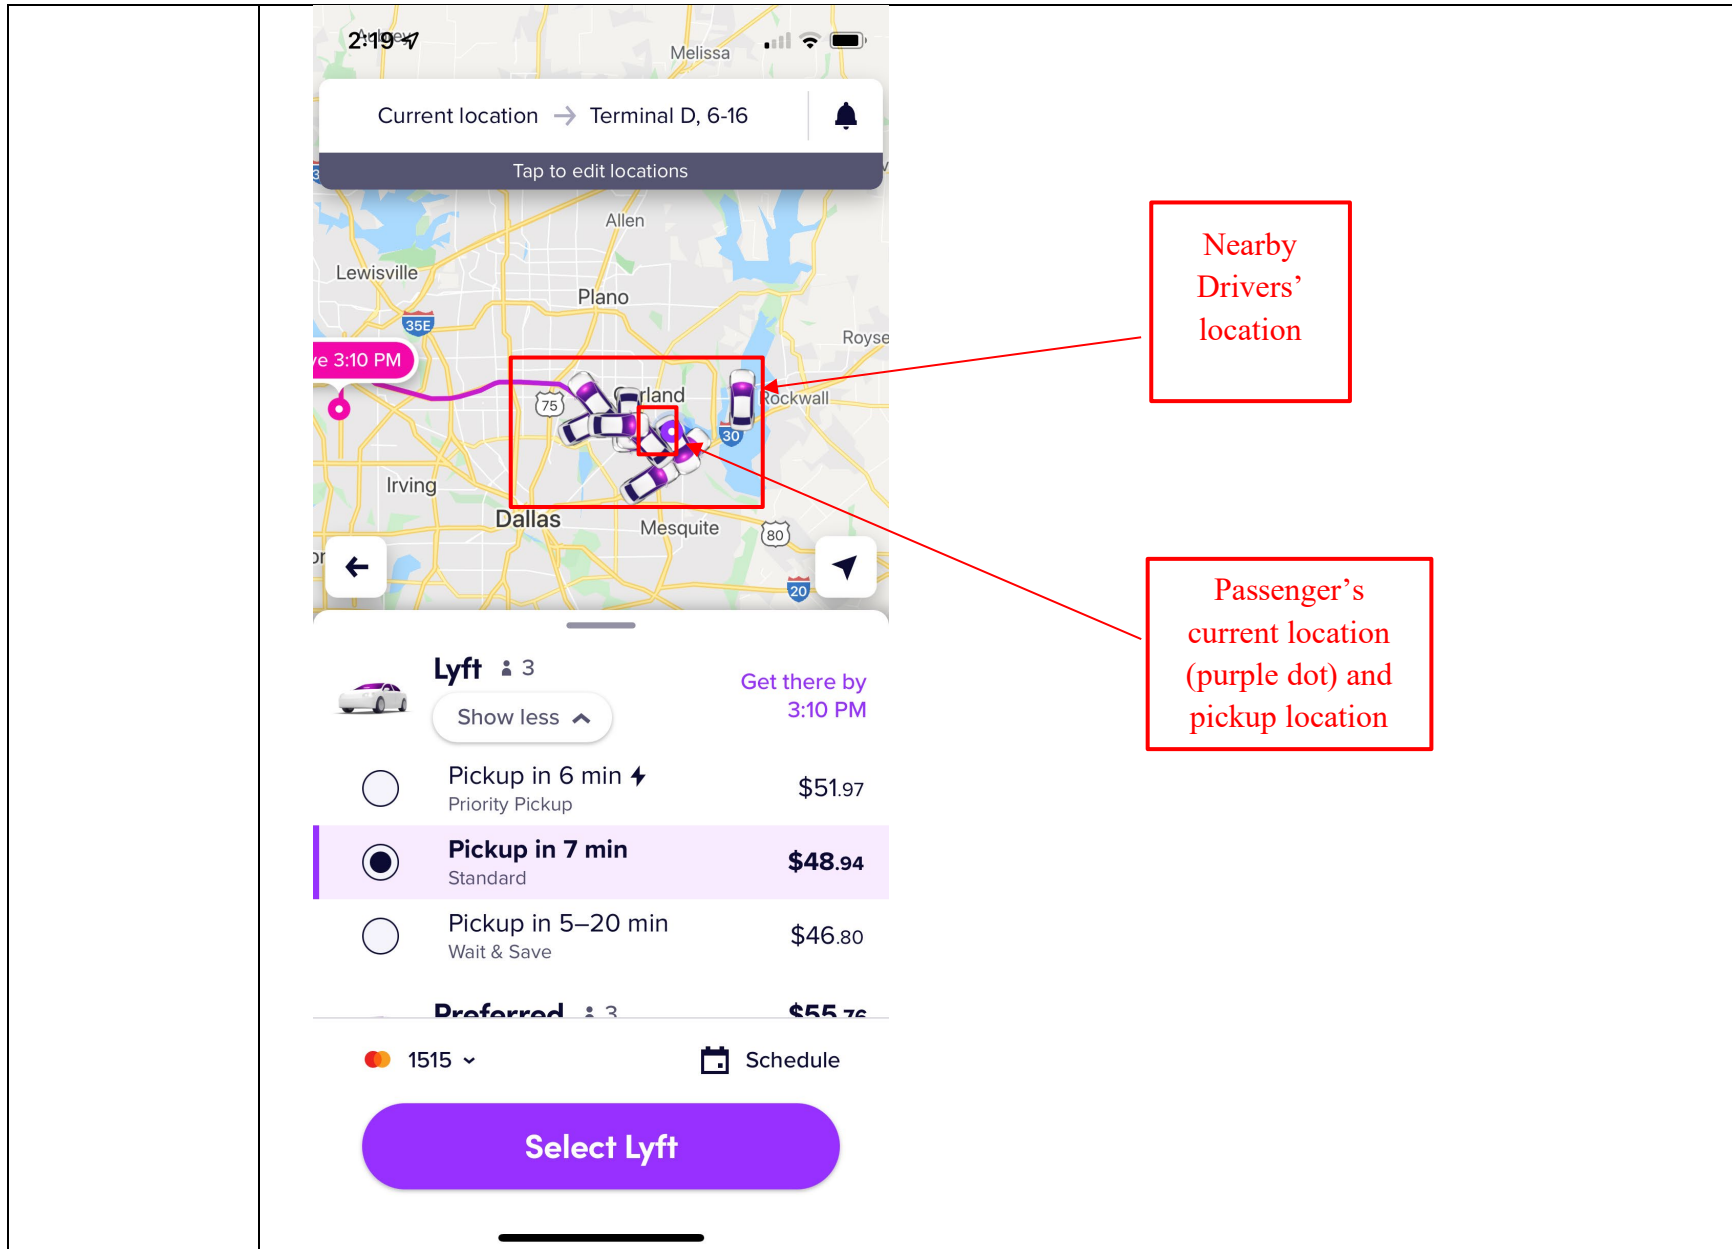 2:19
Aubrey
Melissa
Current location → Terminal D, 6-16
Tap to edit locations
Allen
Lewisville
Plano
35E
Royse
ve 3:10 PM
75
rland
Rockwall
30
Irving
Dallas
Mesquite
80
20
Nearby
Drivers’
location
Passenger’s
current location
(purple dot) and
pickup location
Lyft 3
Show less
Get there by
3:10 PM
Pickup in 6 min
Priority Pickup
$51.97
Pickup in 7 min
Standard
$48.94
Pickup in 5–20 min
Wait & Save
$46.80
Preferred 3
$55.76
1515
Schedule
Select Lyft